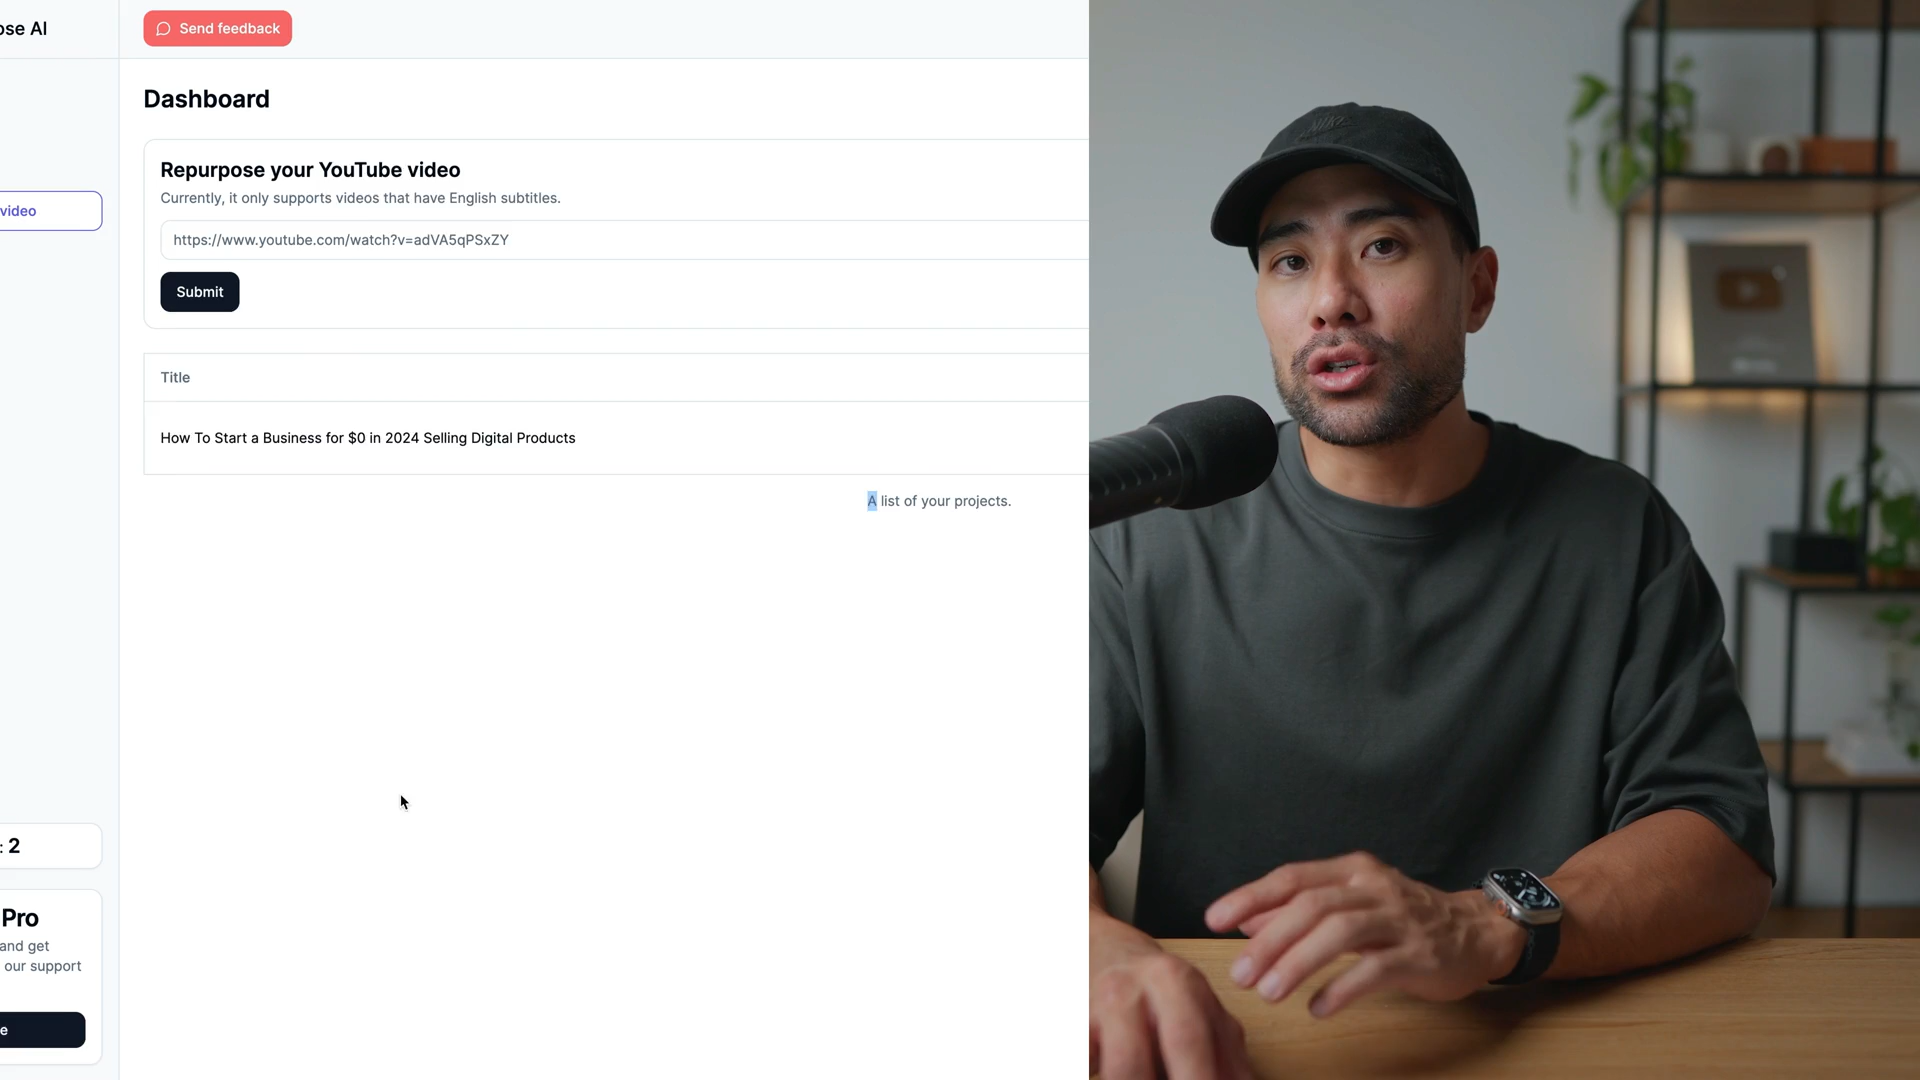 ose AI
Send feedback
Dashboard
Repurpose your YouTube video
Currently, it only supports videos that have English subtitles.
video
https://www.youtube.com/watch?v=adVA5qPSxZY
Submit
Title
How To Start a Business for $0 in 2024 Selling Digital Products
A list of your projects.
: 2
Pro
and get
our support
e
NIKE